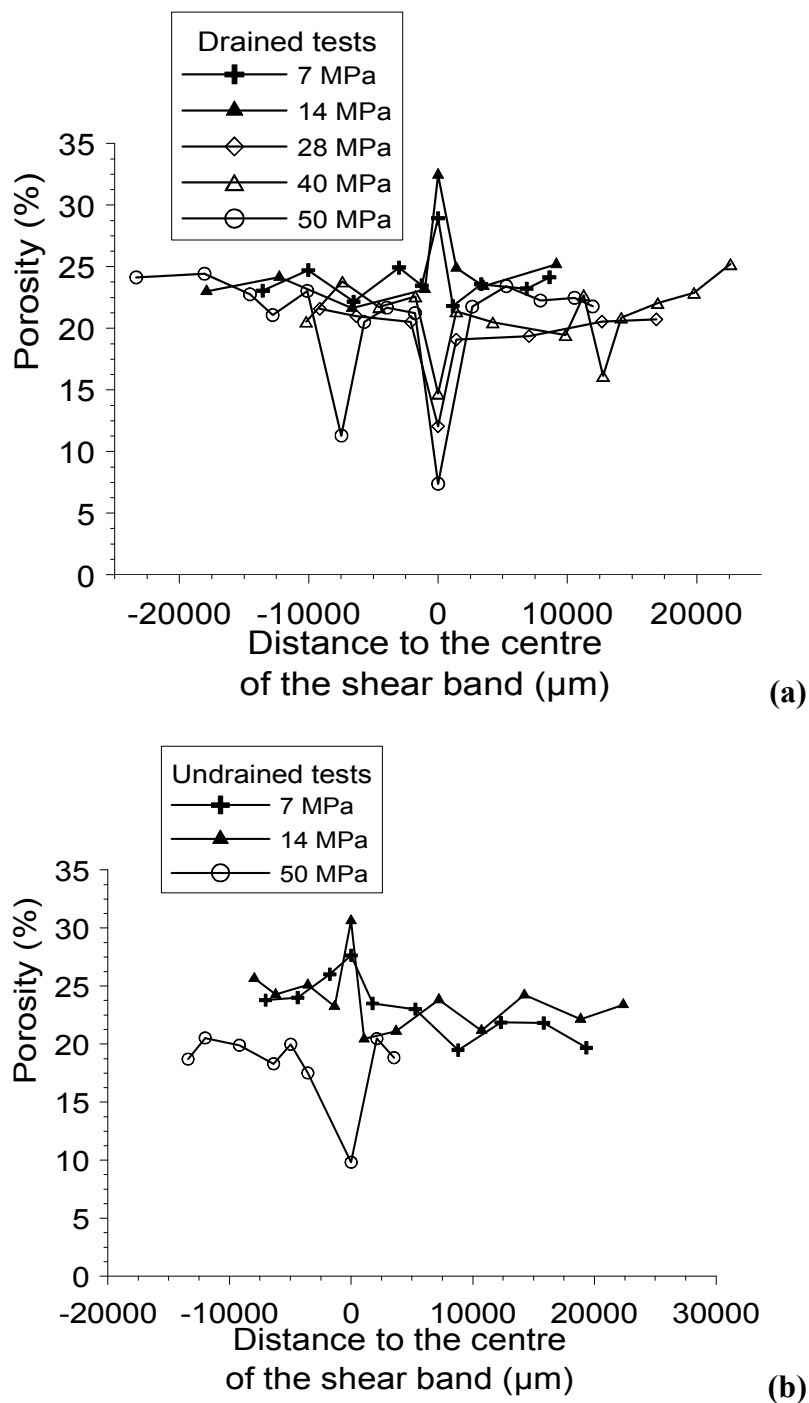 Drained tests
7 MPa
14 MPa
28 MPa
40 MPa
50 MPa
Porosity (%)
35
30
25
20
15
10
5
0
-20000 -10000 0 10000 20000
Distance to the centre
of the shear band (µm)
(a)
Undrained tests
7 MPa
14 MPa
50 MPa
Porosity (%)
35
30
25
20
15
10
5
0
-20000 -10000 0 10000 20000 30000
Distance to the centre
of the shear band (µm)
(b)